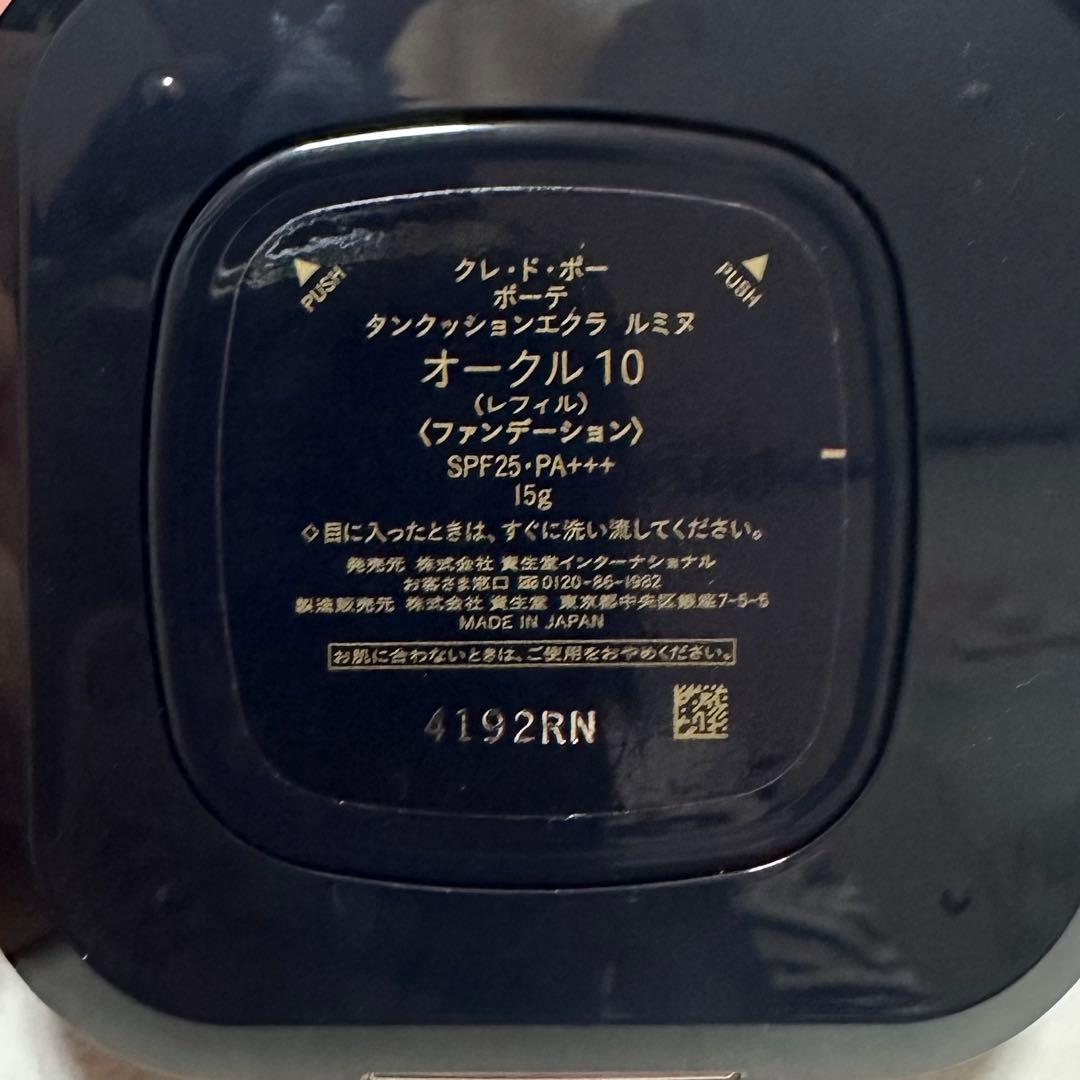 PUSH
PUSH
クレ・ド・ポー
ボーテ
タンクッションエクラ ルミヌ
オークル10
(レフィル)
〈ファンデーション〉
SPF25・PA+++
15g
◇目に入ったときは、すぐに洗い流してください。
発売元 株式会社 資生堂インターナショナル
お客さま窓口 0120-86-1982
製造販売元 株式会社 資生堂 東京都中央区銀座7-5-5
MADE IN JAPAN
お肌に合わないときは、ご使用をおやめください。
4192RN